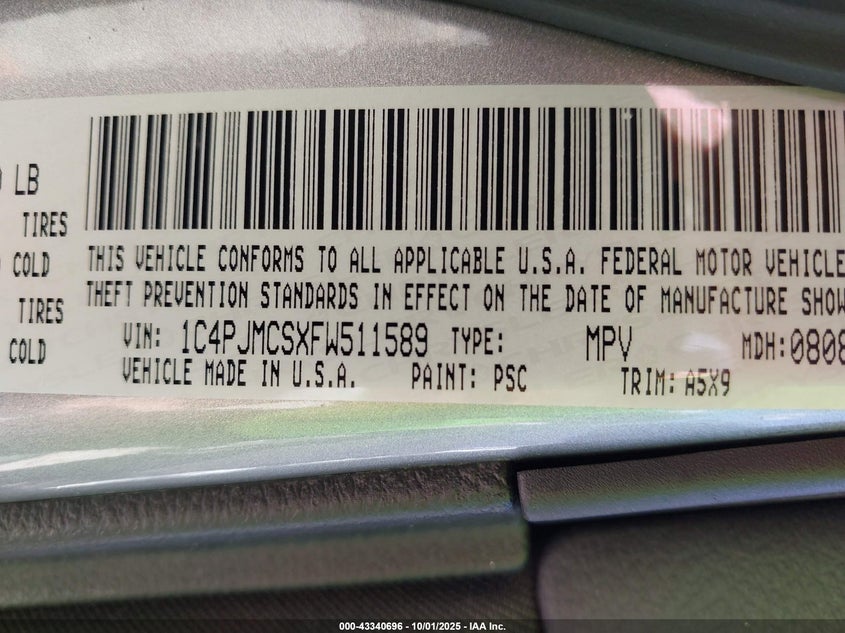 LB
TIRES
COLD
TIRES
COLD
THIS VEHICLE CONFORMS TO ALL APPLICABLE U.S.A. FEDERAL MOTOR VEHICLE
THEFT PREVENTION STANDARDS IN EFFECT ON THE DATE OF MANUFACTURE SHOW
VIN: 1C4PJMCSXFW511589 TYPE: MPV MDH:0808
VEHICLE MADE IN U.S.A. PAINT: PSC TRIM: A5X9
000-43340696 - 10/01/2025 - IAA Inc.